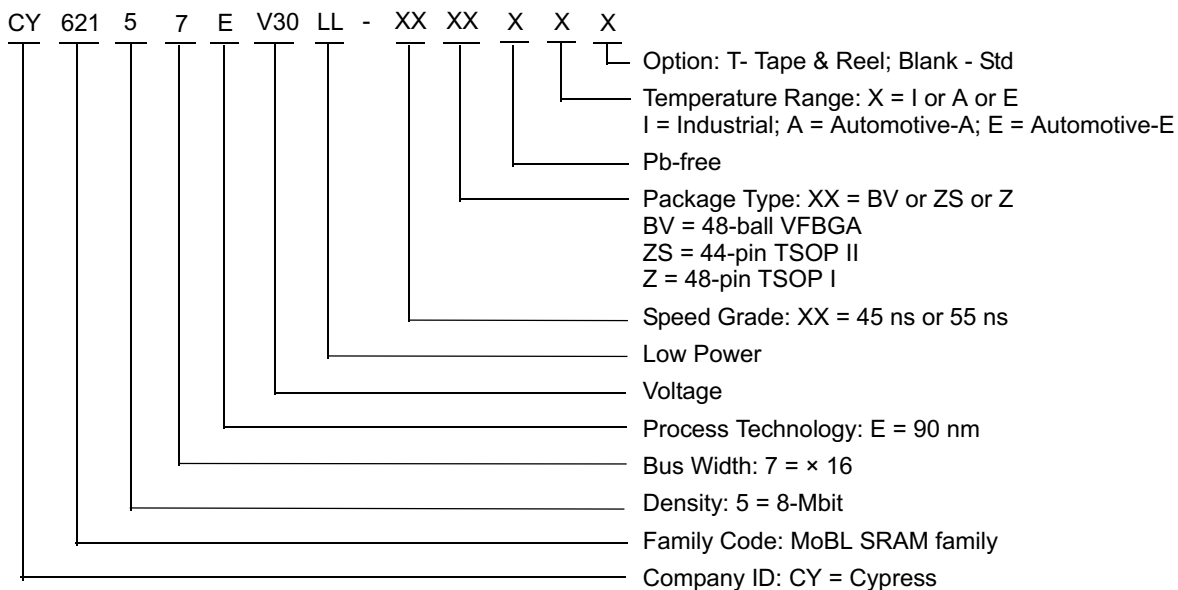 CY 621 5 7 E V30 LL - XX XX X X X
Option: T- Tape & Reel; Blank - Std
Temperature Range: X = I or A or E
I = Industrial; A = Automotive-A; E = Automotive-E
Pb-free
Package Type: XX = BV or ZS or Z
BV = 48-ball VFBGA
ZS = 44-pin TSOP II
Z = 48-pin TSOP I
Speed Grade: XX = 45 ns or 55 ns
Low Power
Voltage
Process Technology: E = 90 nm
Bus Width: 7 = × 16
Density: 5 = 8-Mbit
Family Code: MoBL SRAM family
Company ID: CY = Cypress